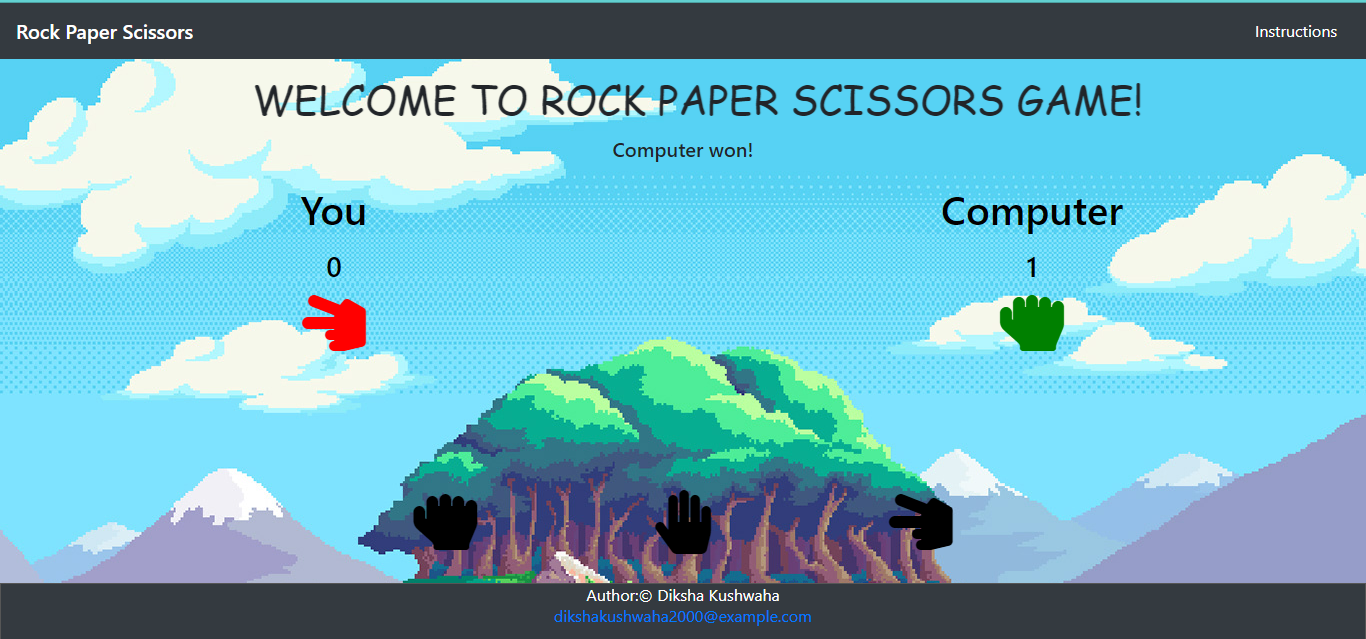 Rock Paper Scissors
Instructions
WELCOME TO ROCK PAPER SCISSORS GAME!
Computer won!
You
Computer
0
1
Author:© Diksha Kushwaha
dikshakushwaha2000@example.com